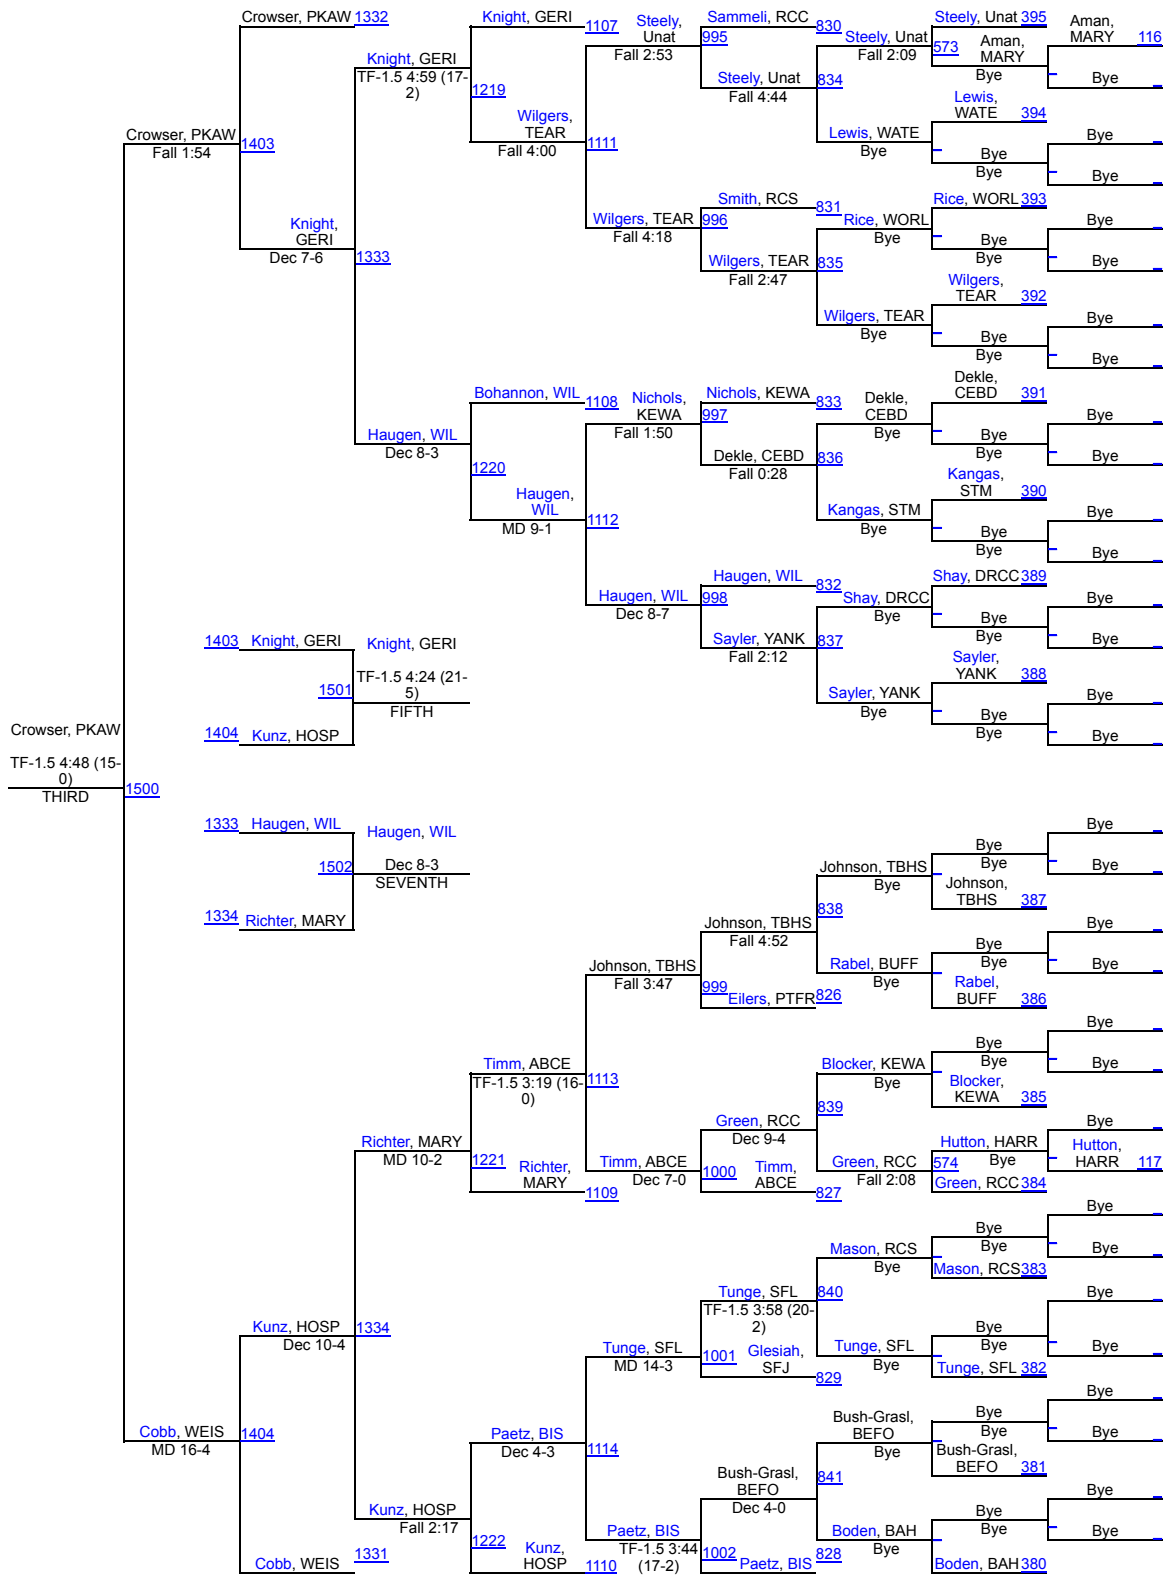 Crowser, PKAW 1332 Knight, GERI 1107 Steely, Unat Sammeli, RCC 830 Steely, Unat 395 Aman, MARY 116
995 Steely, Unat 573 Aman, MARY
Knight, GERI Fall 2:53 Fall 2:09 Bye
TF-1.5 4:59 (17-2) 1219 Steely, Unat 834 Bye
Fall 4:44 Lewis, WATE 394
Wilgers, TEAR
Crowser, PKAW 1403 Fall 4:00 1111 Lewis, WATE Bye
Fall 1:54 Bye Bye Bye
Bye
Smith, RCS 831 Rice, WORL 393
Knight, GERI Wilgers, TEAR 996 Rice, WORL Bye
Dec 7-6 1333 Fall 4:18 Bye Bye
Wilgers, TEAR 835 Bye Bye
Fall 2:47 Wilgers, TEAR 392
Wilgers, TEAR Bye
Bye Bye Bye
Bye
Bohannon, WIL 1108 Nichols, KEWA Nichols, KEWA 833 Dekle, CEBD Dekle, CEBD 391
997 Bye
Haugen, WIL Fall 1:50 Bye Bye
Dec 8-3 1220 Dekle, CEBD 836 Bye Bye
Fall 0:28 Kangas, STM 390
Haugen, WIL 1112 Kangas, STM Bye
MD 9-1 Bye Bye Bye
Bye
Haugen, WIL 832 Shay, DRCC 389
Haugen, WIL 998 Shay, DRCC Bye
Dec 8-7 Bye Bye
1403 Knight, GERI Knight, GERI Sayler, YANK 837 Bye Bye
Fall 2:12 Sayler, YANK 388
TF-1.5 4:24 (21-5)
1501 FIFTH Sayler, YANK Bye
Bye Bye
1404 Kunz, HOSP Bye Bye
Crowser, PKAW
TF-1.5 4:48 (15-0)
THIRD 1500
1333 Haugen, WIL Haugen, WIL Bye
Bye
1502 Dec 8-3 Johnson, TBHS Bye Bye
SEVENTH Bye Johnson, TBHS 387
1334 Richter, MARY Johnson, TBHS 838 Bye
Fall 4:52 Bye
Johnson, TBHS Rabel, BUFF Bye Bye
Fall 3:47 999 Bye Rabel, BUFF 386
Eilers, PTFR 826
Bye
Bye
Timm, ABCE 1113 Blocker, KEWA Bye Bye
TF-1.5 3:19 (16-0) Bye Blocker, KEWA 385
839
Green, RCC Bye
Richter, MARY Dec 9-4 Hutton, HARR Hutton, HARR 117
MD 10-2 1221 Timm, ABCE 1000 Green, RCC 574 Bye
Richter, MARY 1109 Dec 7-0 Timm, ABCE 827 Fall 2:08 Green, RCC 384
Bye
Bye
Mason, RCS Bye Bye
Bye Mason, RCS 383
Tunge, SFL 840 Bye
TF-1.5 3:58 (20-2)
Kunz, HOSP 1334 Bye
Dec 10-4 Tunge, SFL 1001 Tunge, SFL Bye Bye
MD 14-3 Glesiah, SFJ 829 Bye Tunge, SFL 382
Bye
Bye
Cobb, WEIS 1404 Paetz, BIS 1114 Bush-Grasl, BEFO Bye Bye
MD 16-4 Dec 4-3 Bye Bush-Grasl, BEFO 381
841
Bush-Grasl, BEFO Bye
Dec 4-0 Bye
Kunz, HOSP Paetz, BIS Boden, BAH Bye Bye
Fall 2:17 1222 TF-1.5 3:44 (17-2) 1002 Bye
Cobb, WEIS 1331 Kunz, HOSP 1110 Paetz, BIS 828 Boden, BAH 380